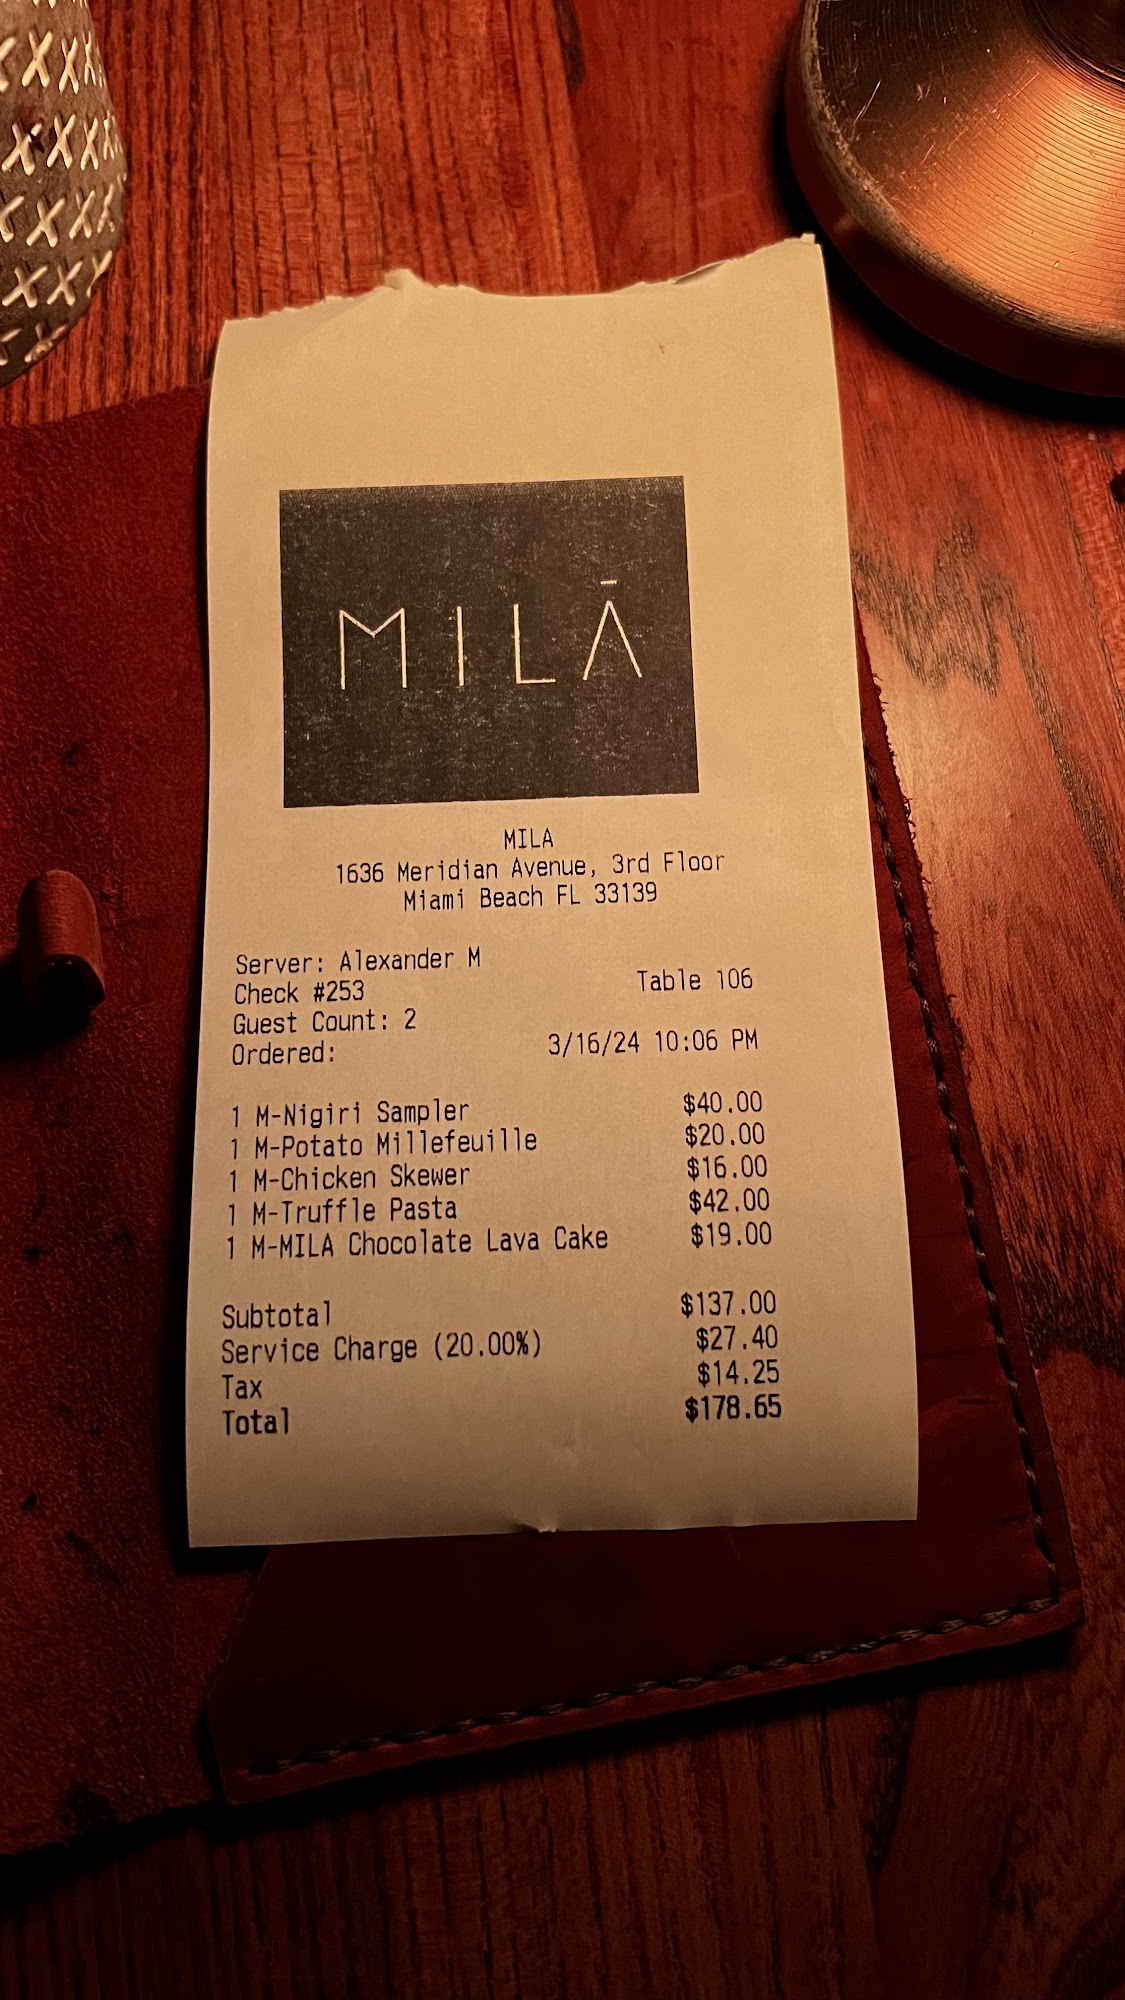 MILĀ
MILA
1636 Meridian Avenue, 3rd Floor
Miami Beach FL 33139
Server: Alexander M
Check #253 Table 106
Guest Count: 2
Ordered: 3/16/24 10:06 PM
1 M-Nigiri Sampler $40.00
1 M-Potato Millefeuille $20.00
1 M-Chicken Skewer $16.00
1 M-Truffle Pasta $42.00
1 M-MILA Chocolate Lava Cake $19.00
Subtotal $137.00
Service Charge (20.00%) $27.40
Tax $14.25
Total $178.65